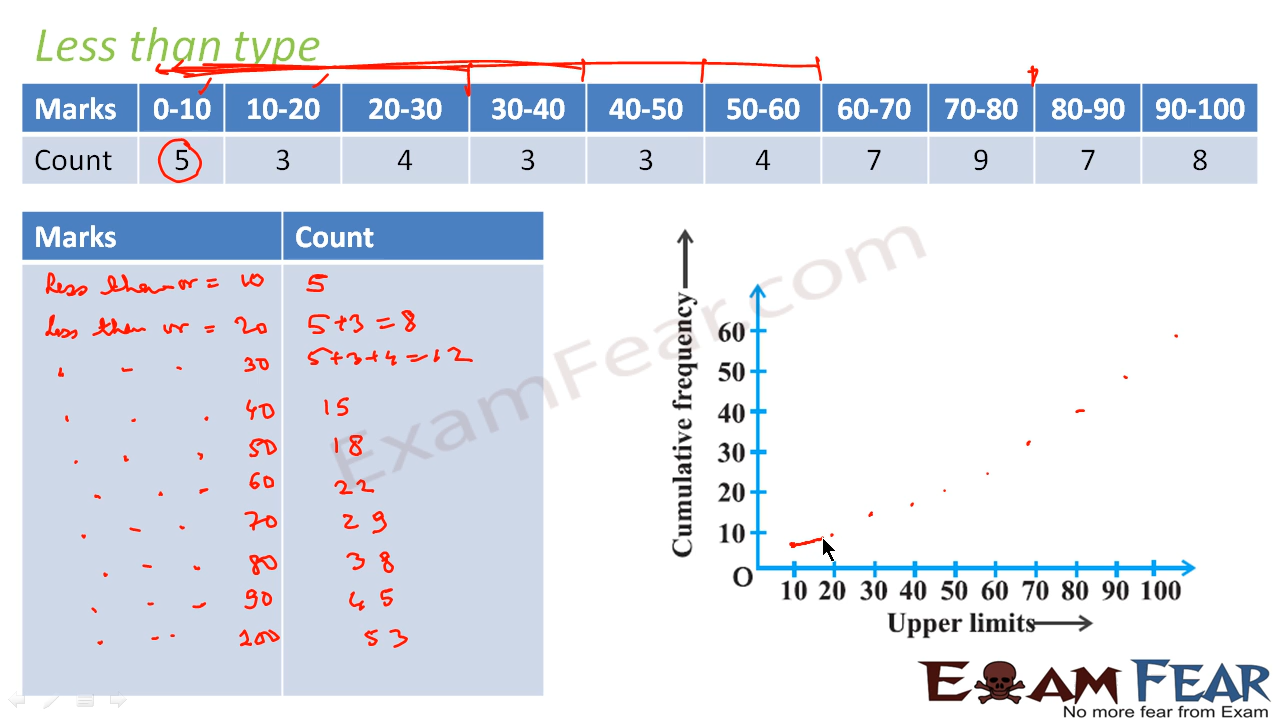 Less than type
Marks 0-10 10-20 20-30 30-40 40-50 50-60 60-70 70-80 80-90 90-100
Count 5 3 4 3 3 4 7 9 7 8
Marks Count
Less than or = 10 5
Less than or = 20 5+3=8
30 5+3+4=12
40 15
50 18
60 22
70 29
80 38
90 45
100 53
ExamFear.com
Cumulative frequency
60
50
40
30
20
10
O
10 20 30 40 50 60 70 80 90 100
Upper limits
EXAM FEAR
No more fear from Exam